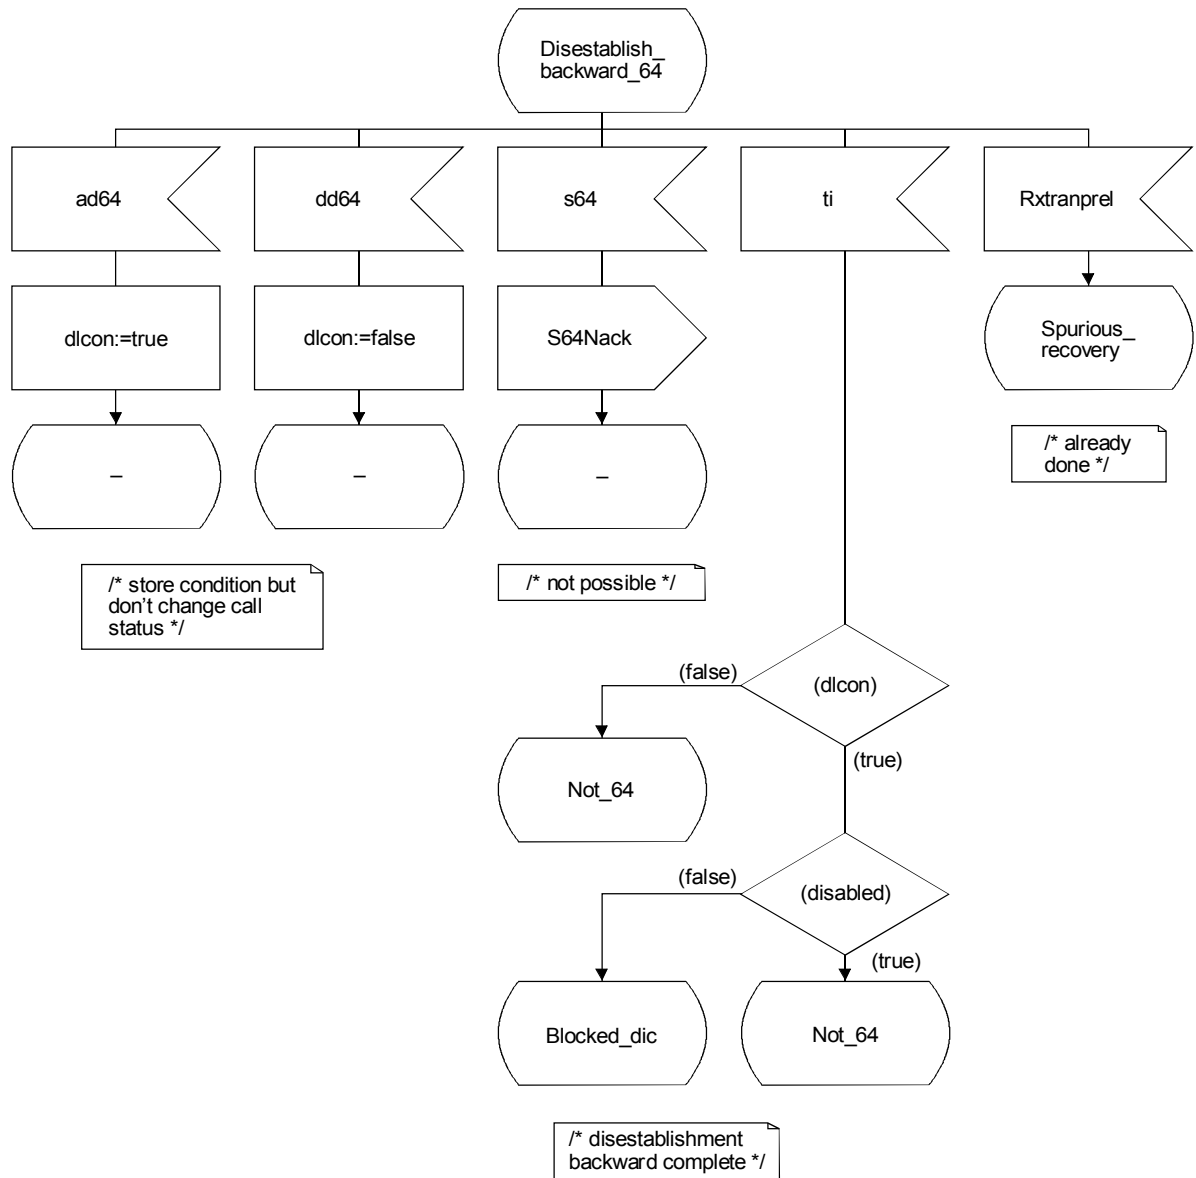 Disestablish_
backward_64
ad64
dd64
s64
ti
Rxtranprel
dlcon:=true
dlcon:=false
S64Nack
Spurious_
recovery
–
–
–
/* already
done */
/* store condition but
don't change call
status */
/* not possible */
(false)
(dlcon)
(true)
Not_64
(false)
(disabled)
(true)
Blocked_dic
Not_64
/* disestablishment
backward complete */